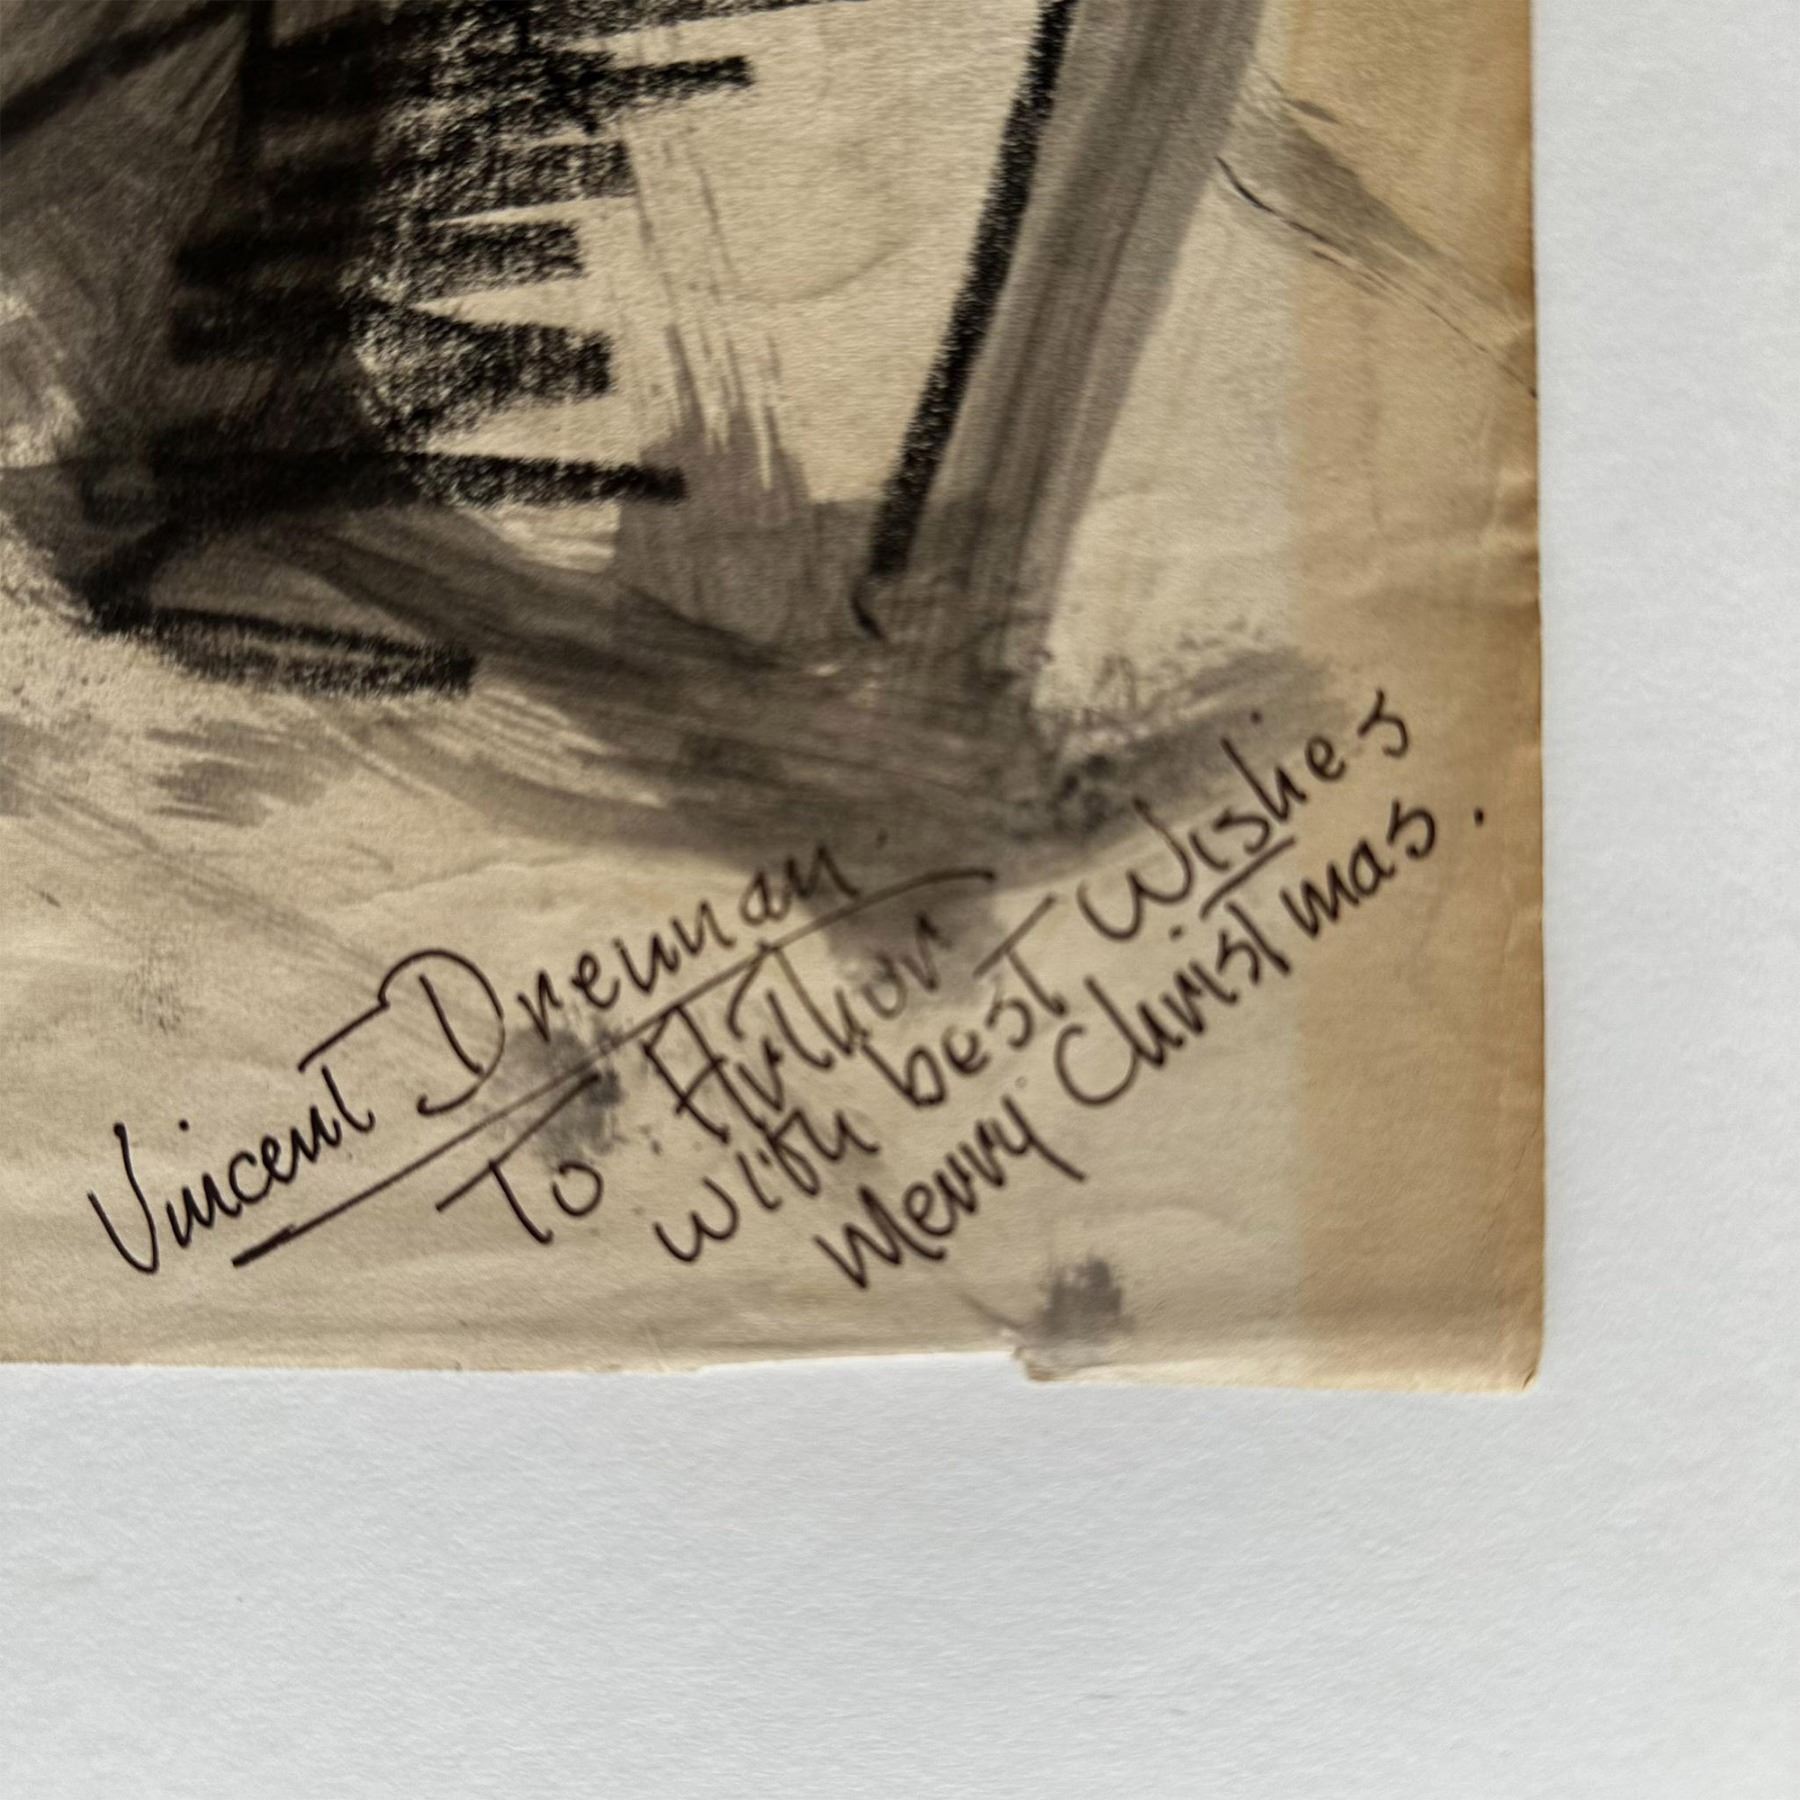 Vincent Drennan.
To: Arthur
with best Wishes
Merry Christmas.